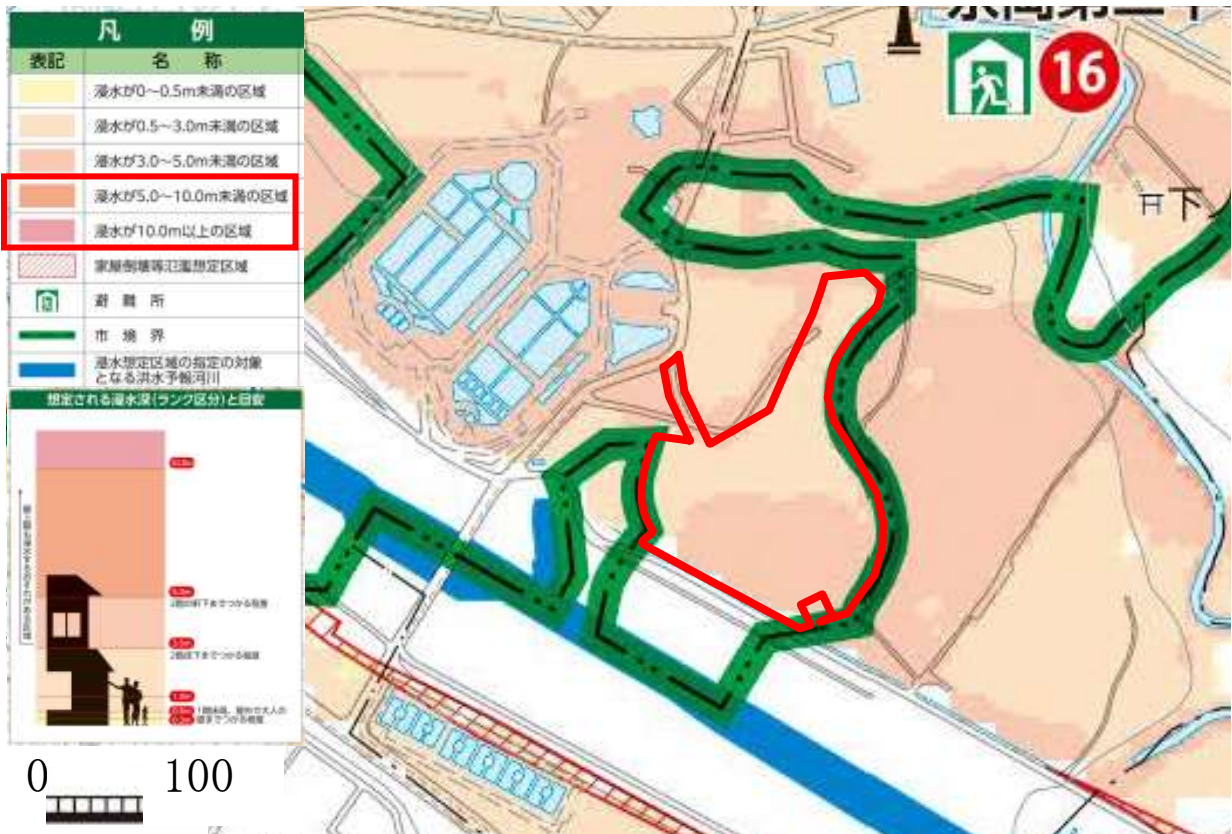 凡 例
表記 名 称
浸水が0～0.5m未満の区域
浸水が0.5～3.0m未満の区域
浸水が3.0～5.0m未満の区域
浸水が5.0～10.0m未満の区域
浸水が10.0m以上の区域
家屋倒壊等氾濫想定区域
避 難 所
市 境 界
浸水想定区域の指定の対象
となる洪水予報河川
想定される浸水深(ランク区分)と目安
5.0m
2階の軒下までつかる程度
2階床下までつかる程度
0 100
16
下